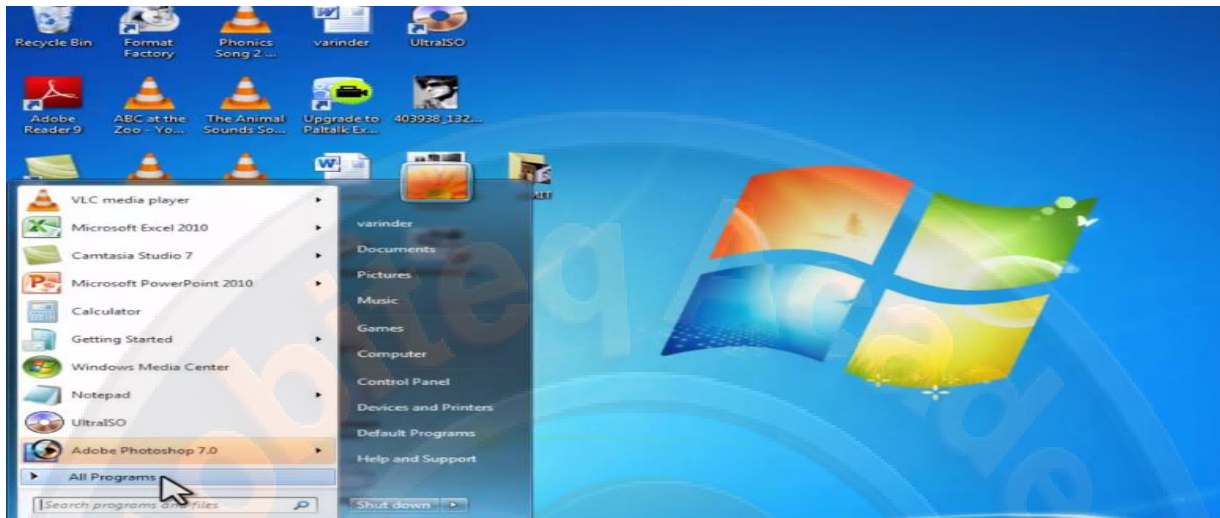 Recycle Bin
Format
Factory
Phonics
Song 2 ...
varinder
UltraISO
Adobe
Reader 9
ABC at the
Zoo - Yo...
The Animal
Sounds So...
Upgrade to
Paltalk Ex...
403938_132...
VLC media player
Microsoft Excel 2010
Camtasia Studio 7
Microsoft PowerPoint 2010
Calculator
Getting Started
Windows Media Center
Notepad
UltraISO
Adobe Photoshop 7.0
All Programs
Search programs and files
varinder
Documents
Pictures
Music
Games
Computer
Control Panel
Devices and Printers
Default Programs
Help and Support
Shut down